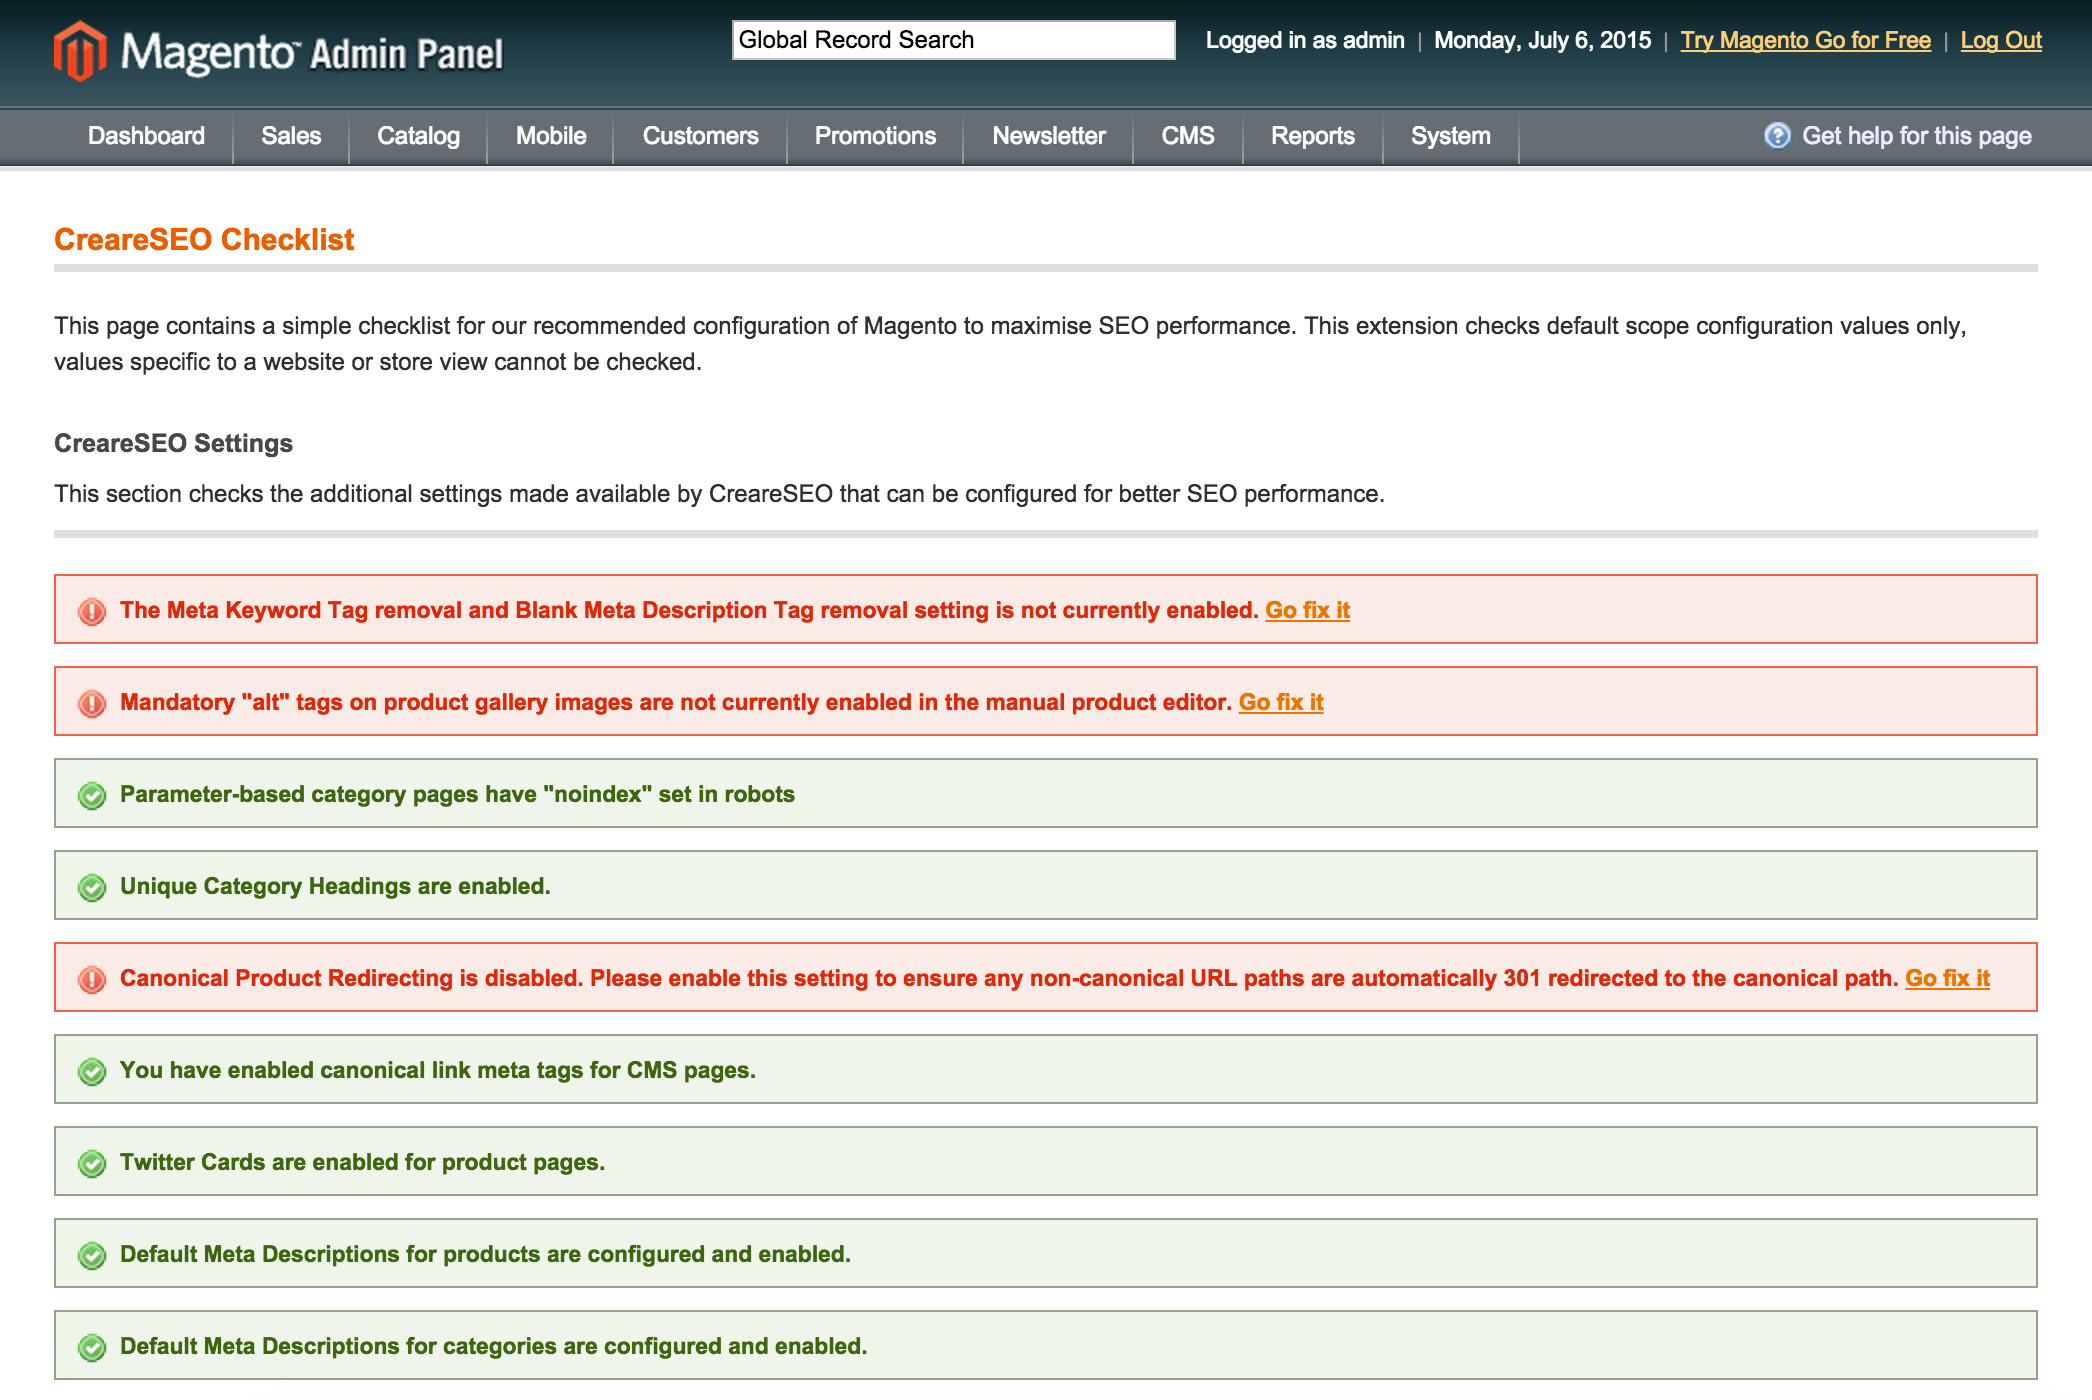 Magento™ Admin Panel
Global Record Search
Logged in as admin | Monday, July 6, 2015 | Try Magento Go for Free | Log Out
Dashboard Sales Catalog Mobile Customers Promotions Newsletter CMS Reports System
Get help for this page
CreareSEO Checklist
This page contains a simple checklist for our recommended configuration of Magento to maximise SEO performance. This extension checks default scope configuration values only,
values specific to a website or store view cannot be checked.
CreareSEO Settings
This section checks the additional settings made available by CreareSEO that can be configured for better SEO performance.
The Meta Keyword Tag removal and Blank Meta Description Tag removal setting is not currently enabled. Go fix it
Mandatory "alt" tags on product gallery images are not currently enabled in the manual product editor. Go fix it
Parameter-based category pages have "noindex" set in robots
Unique Category Headings are enabled.
Canonical Product Redirecting is disabled. Please enable this setting to ensure any non-canonical URL paths are automatically 301 redirected to the canonical path. Go fix it
You have enabled canonical link meta tags for CMS pages.
Twitter Cards are enabled for product pages.
Default Meta Descriptions for products are configured and enabled.
Default Meta Descriptions for categories are configured and enabled.